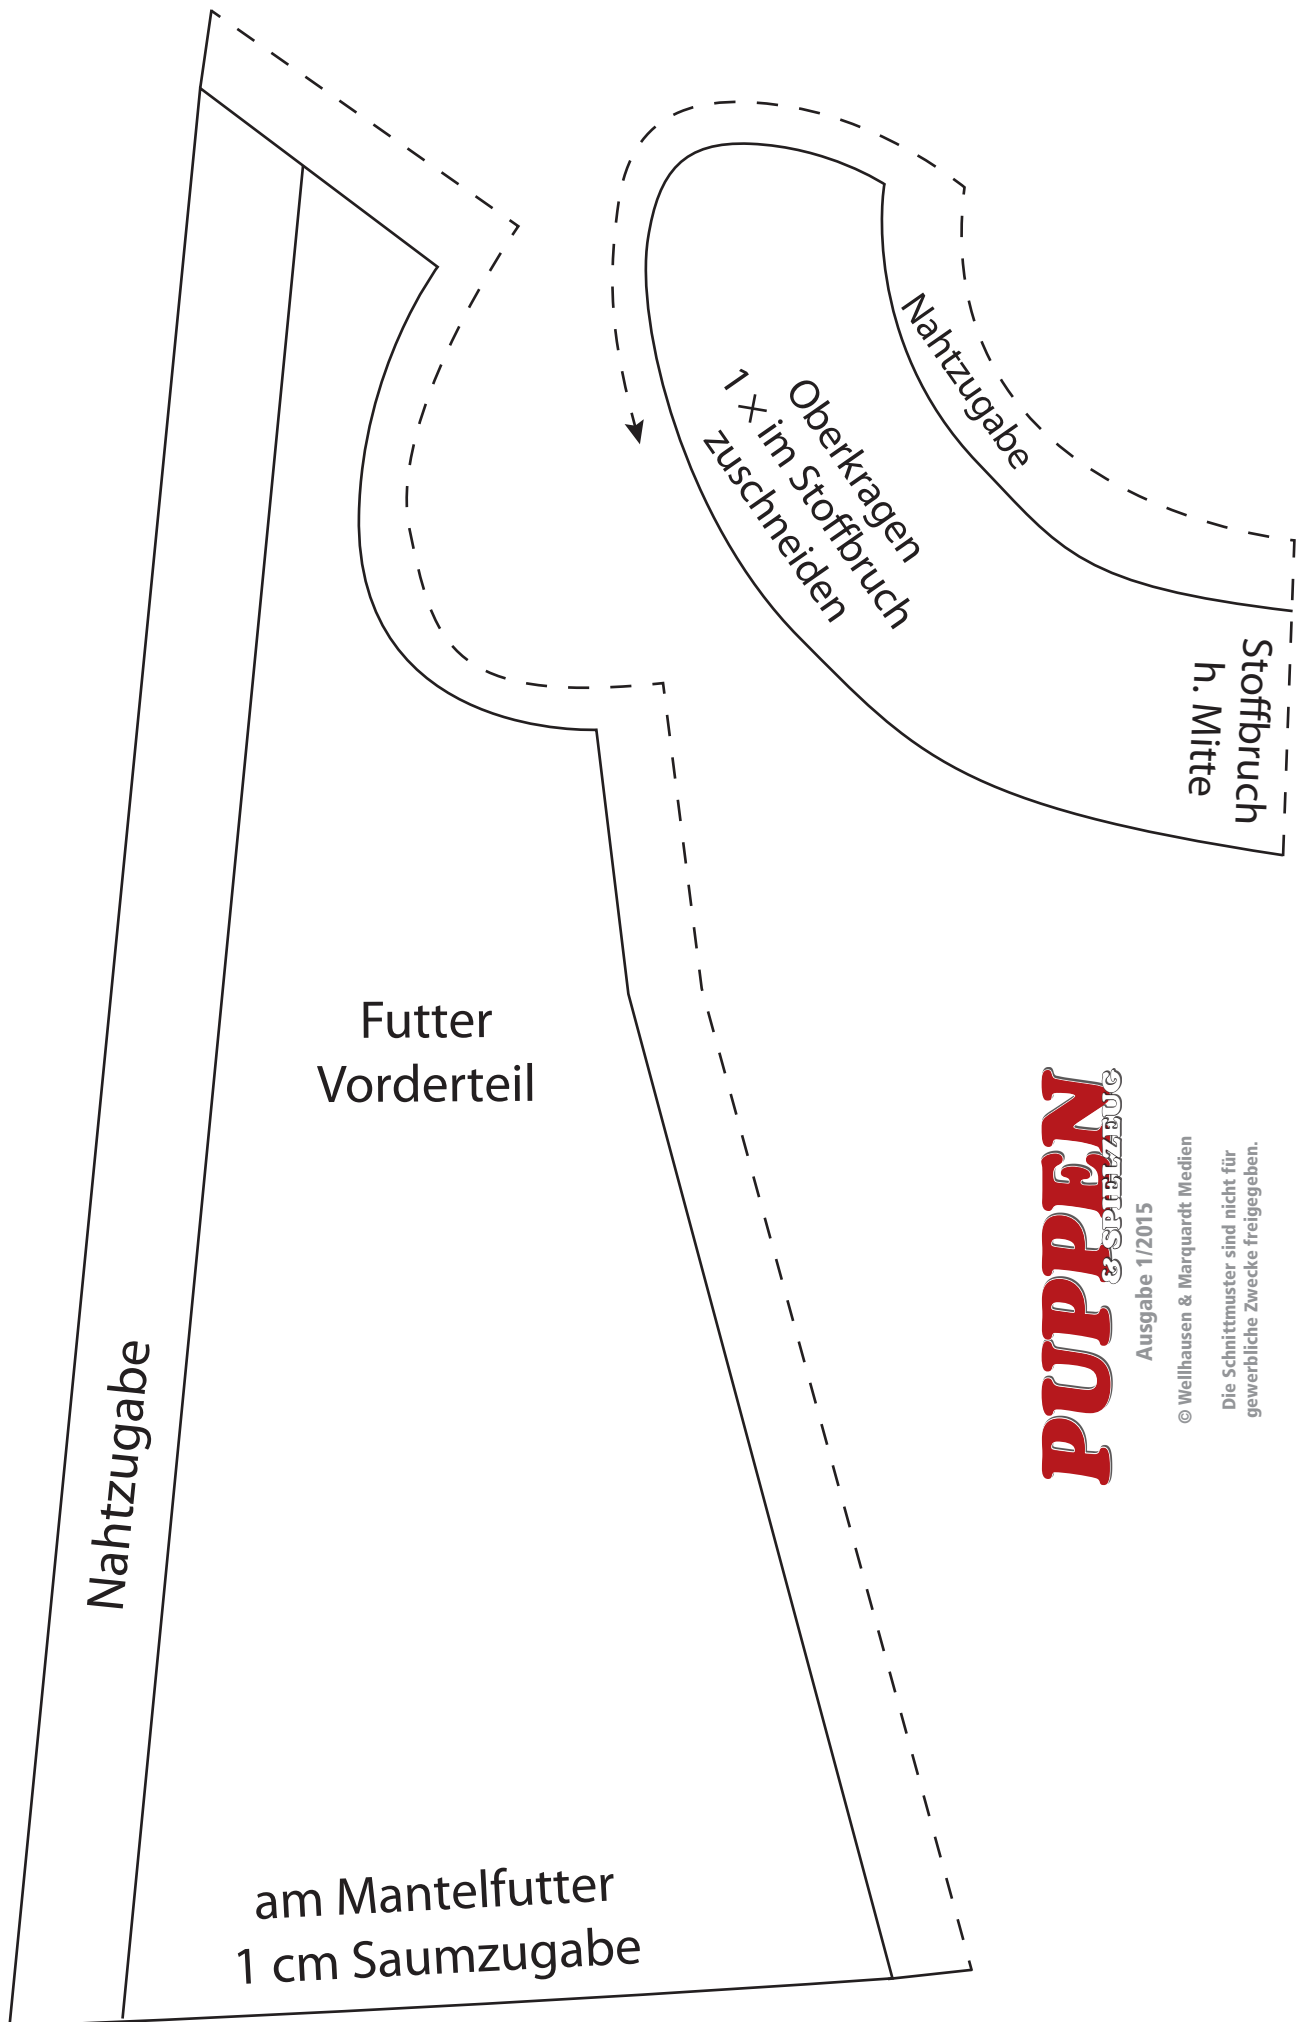 Nahtzugabe
Oberkragen
1 × im Stoffbruch
zuschneiden
Stoffbruch
h. Mitte
Futter
Vorderteil
PUPPEN
& SPIELZEUG
Ausgabe 1/2015
© Wellhausen & Marquardt Medien
Die Schnittmuster sind nicht für
gewerbliche Zwecke freigegeben.
Nahtzugabe
am Mantelfutter
1 cm Saumzugabe